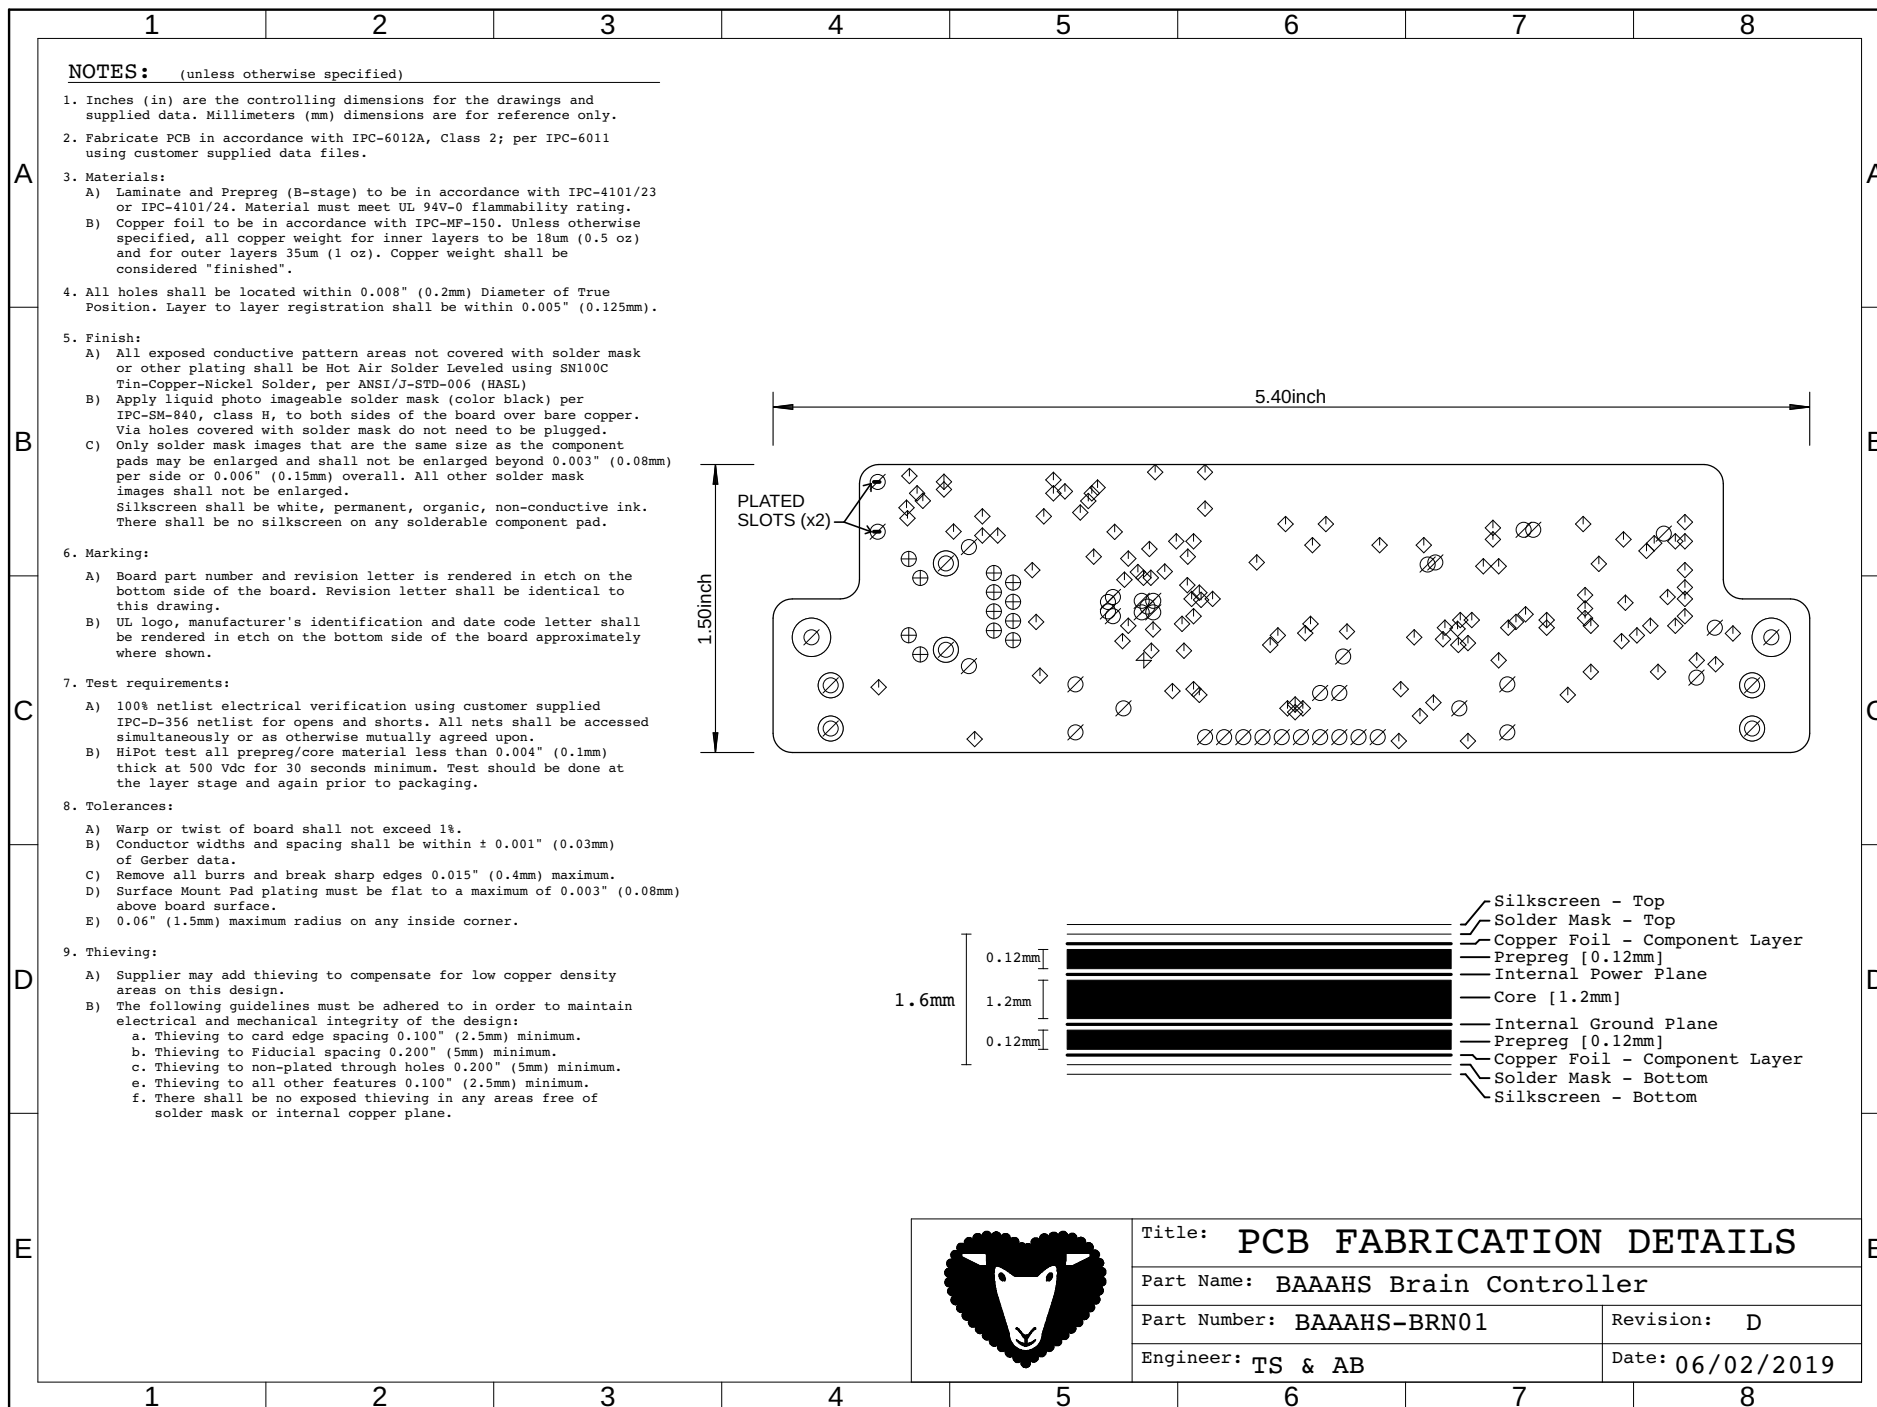 1 2 3 4 5 6 7 8
NOTES: (unless otherwise specified)
1. Inches (in) are the controlling dimensions for the drawings and
supplied data. Millimeters (mm) dimensions are for reference only.
2. Fabricate PCB in accordance with IPC-6012A, Class 2; per IPC-6011
using customer supplied data files.
3. Materials:
A) Laminate and Prepreg (B-stage) to be in accordance with IPC-4101/23
or IPC-4101/24. Material must meet UL 94V-0 flammability rating.
B) Copper foil to be in accordance with IPC-MF-150. Unless otherwise
specified, all copper weight for inner layers to be 18um (0.5 oz)
and for outer layers 35um (1 oz). Copper weight shall be
considered "finished".
4. All holes shall be located within 0.008" (0.2mm) Diameter of True
Position. Layer to layer registration shall be within 0.005" (0.125mm).
5. Finish:
A) All exposed conductive pattern areas not covered with solder mask
or other plating shall be Hot Air Solder Leveled using SN100C
Tin-Copper-Nickel Solder, per ANSI/J-STD-006 (HASL)
B) Apply liquid photo imageable solder mask (color black) per
IPC-SM-840, class H, to both sides of the board over bare copper.
Via holes covered with solder mask do not need to be plugged.
C) Only solder mask images that are the same size as the component
pads may be enlarged and shall not be enlarged beyond 0.003" (0.08mm)
per side or 0.006" (0.15mm) overall. All other solder mask
images shall not be enlarged.
Silkscreen shall be white, permanent, organic, non-conductive ink.
There shall be no silkscreen on any solderable component pad.
6. Marking:
A) Board part number and revision letter is rendered in etch on the
bottom side of the board. Revision letter shall be identical to
this drawing.
B) UL logo, manufacturer's identification and date code letter shall
be rendered in etch on the bottom side of the board approximately
where shown.
7. Test requirements:
A) 100% netlist electrical verification using customer supplied
IPC-D-356 netlist for opens and shorts. All nets shall be accessed
simultaneously or as otherwise mutually agreed upon.
B) HiPot test all prepreg/core material less than 0.004" (0.1mm)
thick at 500 Vdc for 30 seconds minimum. Test should be done at
the layer stage and again prior to packaging.
8. Tolerances:
A) Warp or twist of board shall not exceed 1%.
B) Conductor widths and spacing shall be within ± 0.001" (0.03mm)
of Gerber data.
C) Remove all burrs and break sharp edges 0.015" (0.4mm) maximum.
D) Surface Mount Pad plating must be flat to a maximum of 0.003" (0.08mm)
above board surface.
E) 0.06" (1.5mm) maximum radius on any inside corner.
9. Thieving:
A) Supplier may add thieving to compensate for low copper density
areas on this design.
B) The following guidelines must be adhered to in order to maintain
electrical and mechanical integrity of the design:
a. Thieving to card edge spacing 0.100" (2.5mm) minimum.
b. Thieving to Fiducial spacing 0.200" (5mm) minimum.
c. Thieving to non-plated through holes 0.200" (5mm) minimum.
e. Thieving to all other features 0.100" (2.5mm) minimum.
f. There shall be no exposed thieving in any areas free of
solder mask or internal copper plane.
A
B
C
D
E
5.40inch
PLATED
SLOTS (x2)
1.50inch
Silkscreen - Top
Solder Mask - Top
Copper Foil - Component Layer
0.12mm
Prepreg [0.12mm]
Internal Power Plane
1.6mm
1.2mm
Core [1.2mm]
Internal Ground Plane
0.12mm
Prepreg [0.12mm]
Copper Foil - Component Layer
Solder Mask - Bottom
Silkscreen - Bottom
A
B
C
D
E
Title: PCB FABRICATION DETAILS
Part Name: BAAAHS Brain Controller
Part Number: BAAAHS-BRN01
Revision: D
Engineer: TS & AB
Date: 06/02/2019
1 2 3 4 5 6 7 8